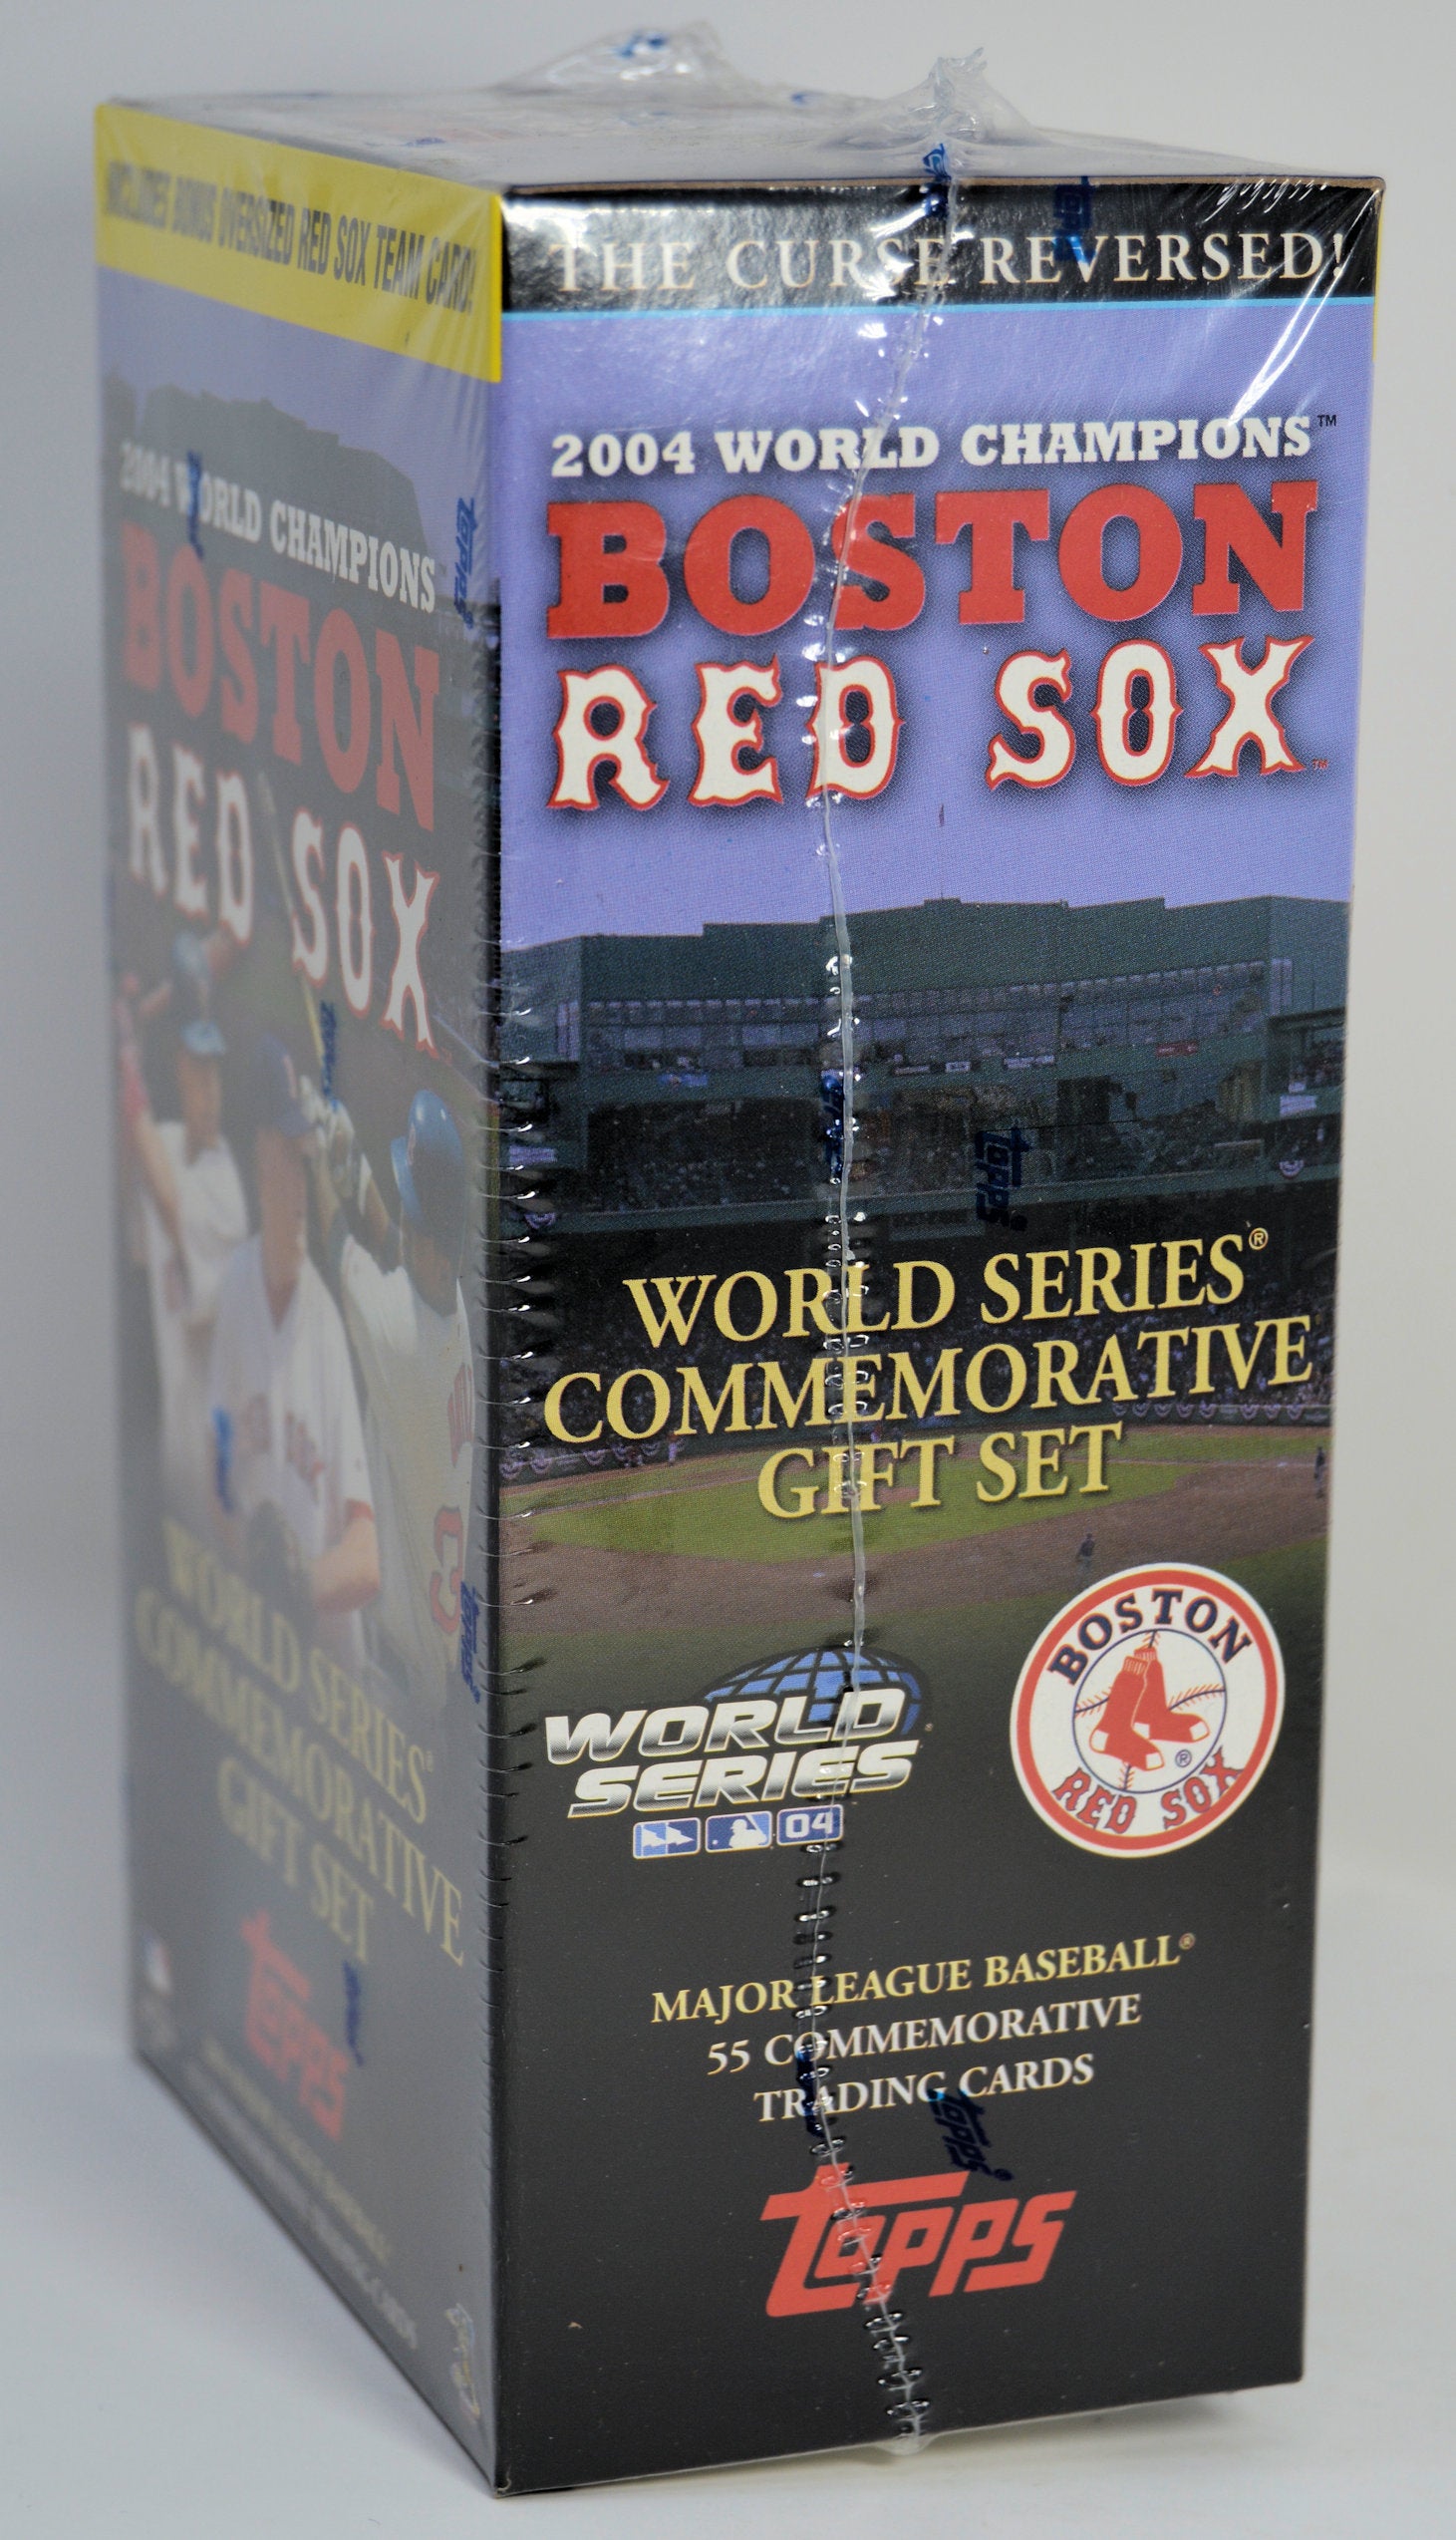 INCLUDES BONUS OVERSIZED RED SOX TEAM CARD!
2004 WORLD CHAMPIONS
BOSTON
RED SOX
WORLD SERIES®
COMMEMORATIVE
GIFT SET
Topps
THE CURSE REVERSED!
2004 WORLD CHAMPIONS™
BOSTON
RED SOX™
WORLD SERIES®
COMMEMORATIVE
GIFT SET
WORLD
SERIES
04
BOSTON
RED SOX
®
MAJOR LEAGUE BASEBALL®
55 COMMEMORATIVE
TRADING CARDS
Topps